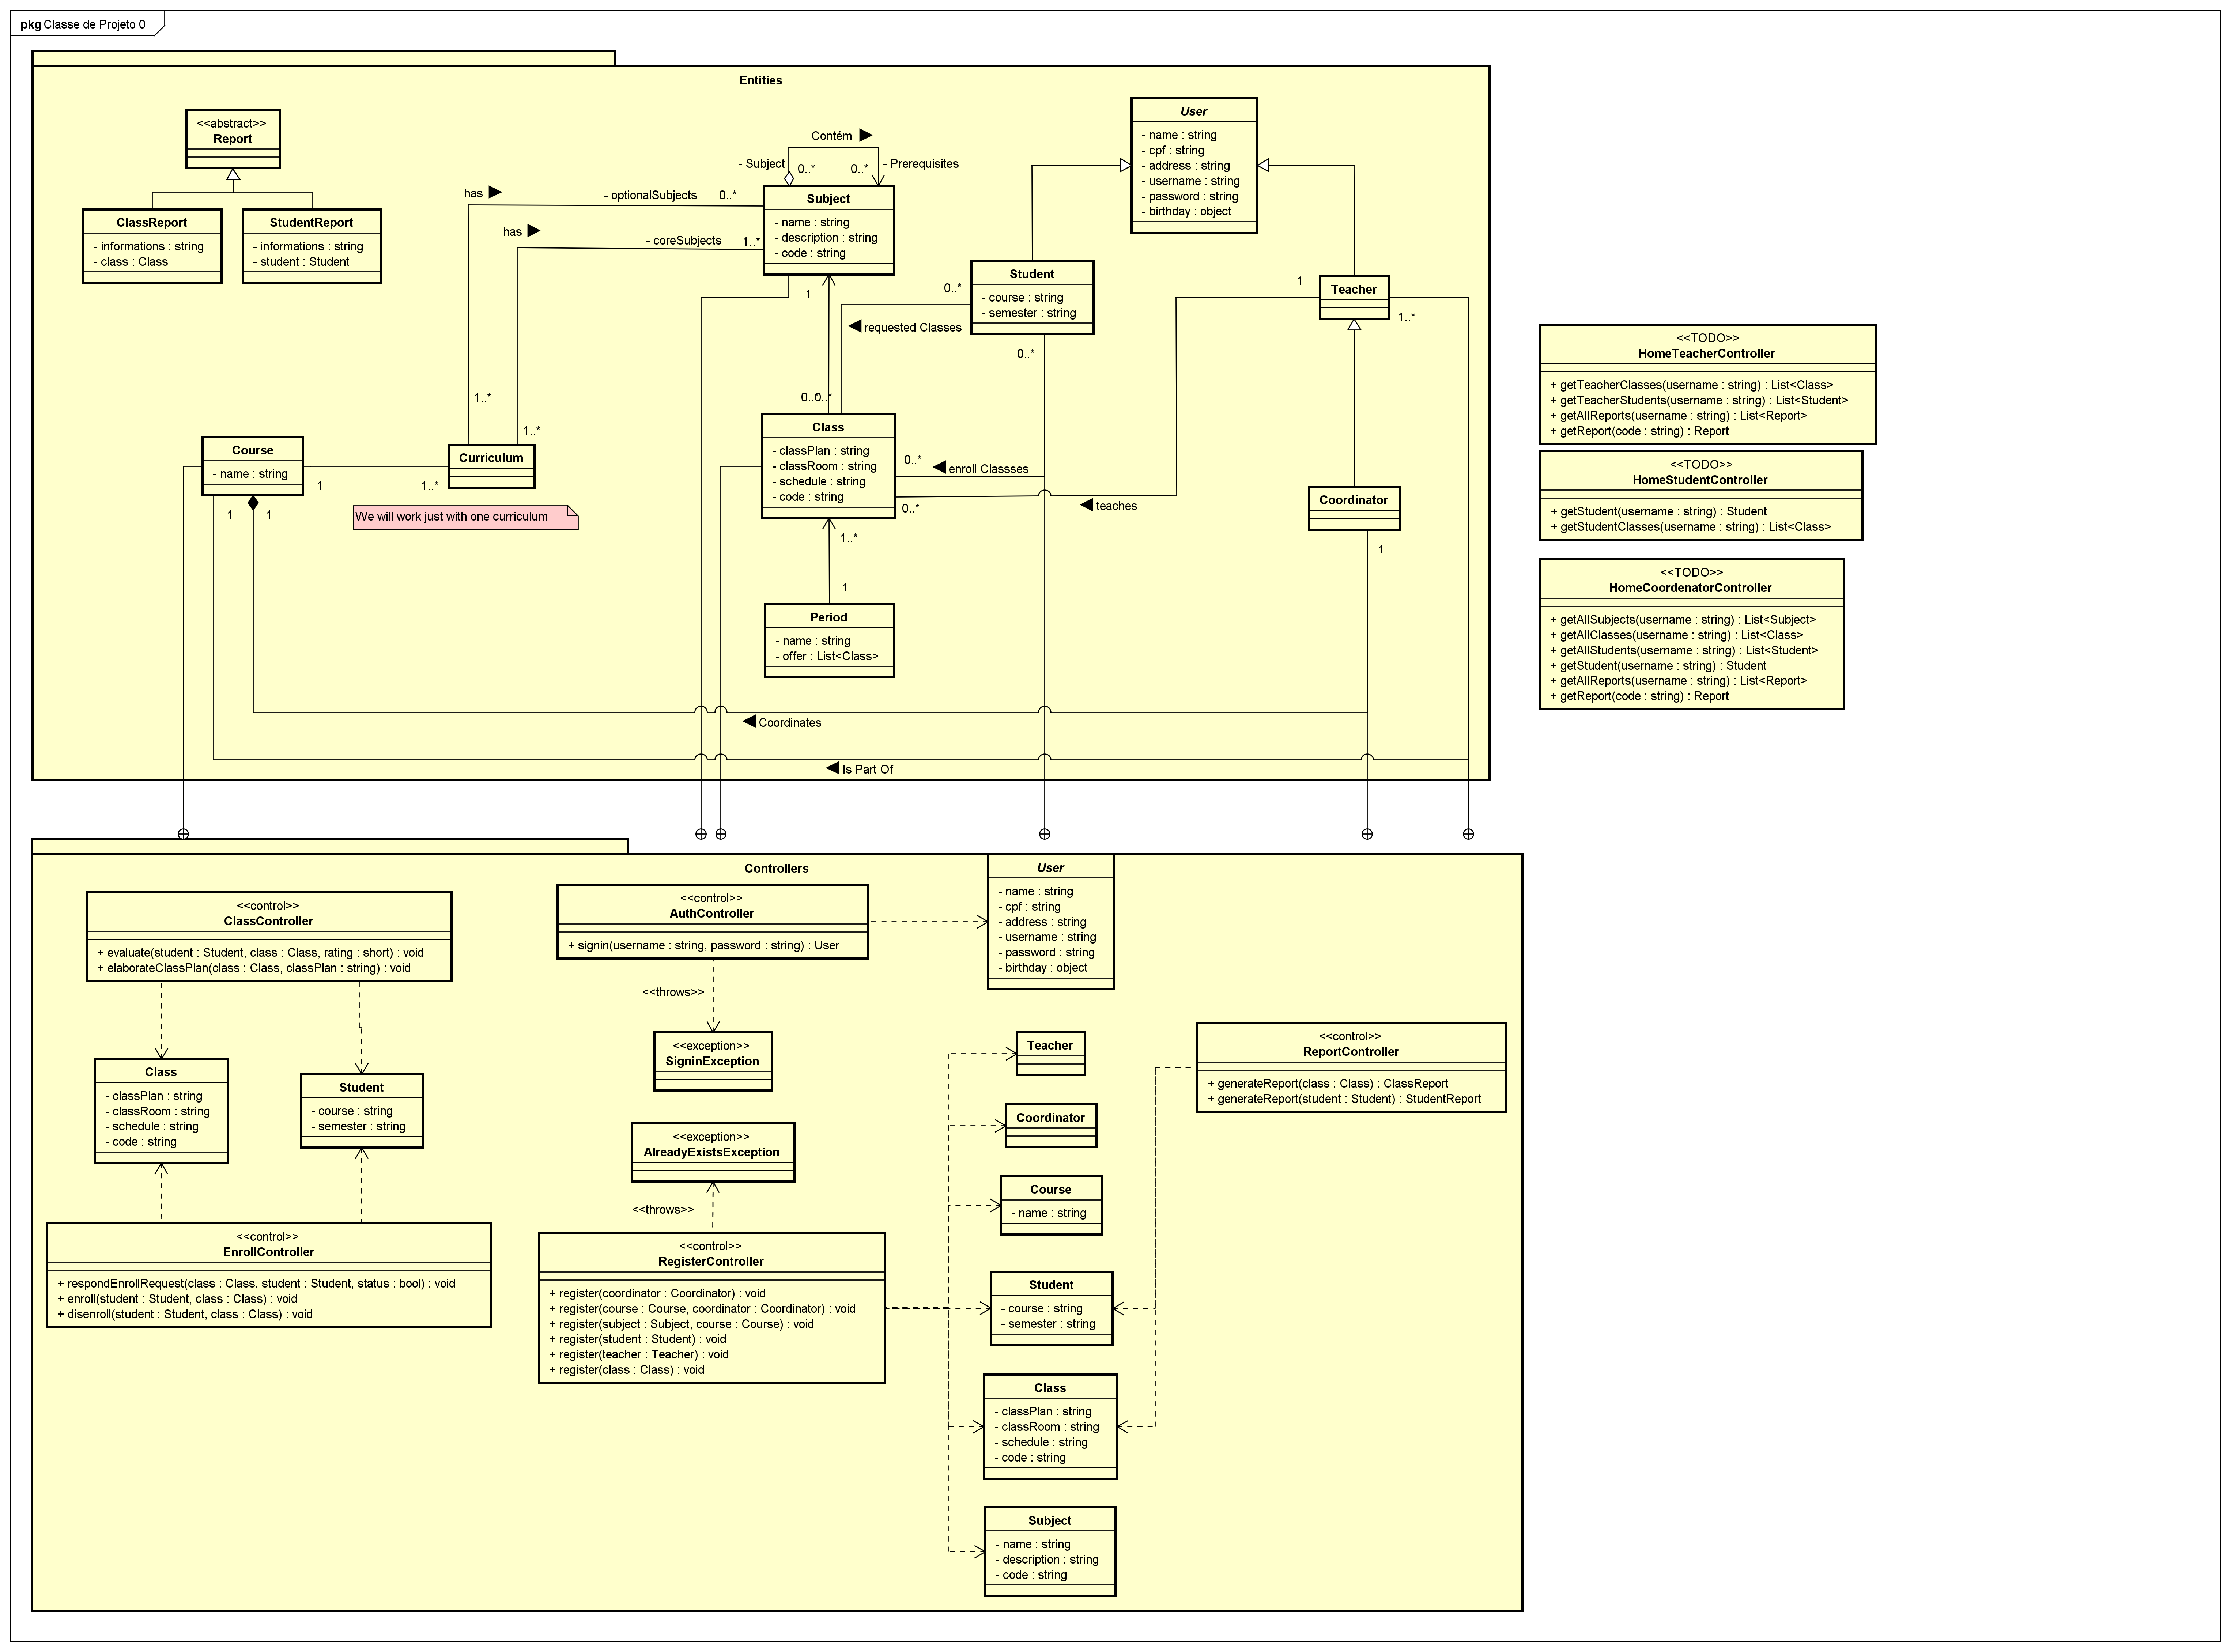 pkg Classe de Projeto 0
Entities
<<abstract>>
Report
ClassReport
- informations : string
- class : Class
StudentReport
- informations : string
- student : Student
Contém
- Subject
0..*
0..*
- Prerequisites
has
- optionalSubjects
0..*
has
- coreSubjects
1..*
Subject
- name : string
- description : string
- code : string
User
- name : string
- cpf : string
- address : string
- username : string
- password : string
- birthday : object
Student
- course : string
- semester : string
0..*
0..*
requested Classes
1
1
Teacher
1..*
1..*
1..*
0..*
0..*
Course
- name : string
1
1..*
1
1
Curriculum
We will work just with one curriculum
Class
- classPlan : string
- classRoom : string
- schedule : string
- code : string
0..*
enroll Classses
0..*
teaches
Coordinator
1
1..*
1
Period
- name : string
- offer : List<Class>
Coordinates
Is Part Of
<<TODO>>
HomeTeacherController
+ getTeacherClasses(username : string) : List<Class>
+ getTeacherStudents(username : string) : List<Student>
+ getAllReports(username : string) : List<Report>
+ getReport(code : string) : Report
<<TODO>>
HomeStudentController
+ getStudent(username : string) : Student
+ getStudentClasses(username : string) : List<Class>
<<TODO>>
HomeCoordenatorController
+ getAllSubjects(username : string) : List<Subject>
+ getAllClasses(username : string) : List<Class>
+ getAllStudents(username : string) : List<Student>
+ getStudent(username : string) : Student
+ getAllReports(username : string) : List<Report>
+ getReport(code : string) : Report
Controllers
<<control>>
ClassController
+ evaluate(student : Student, class : Class, rating : short) : void
+ elaborateClassPlan(class : Class, classPlan : string) : void
<<control>>
AuthController
+ signin(username : string, password : string) : User
User
- name : string
- cpf : string
- address : string
- username : string
- password : string
- birthday : object
<<throws>>
<<exception>>
SigninException
Class
- classPlan : string
- classRoom : string
- schedule : string
- code : string
Student
- course : string
- semester : string
Teacher
<<control>>
ReportController
+ generateReport(class : Class) : ClassReport
+ generateReport(student : Student) : StudentReport
Coordinator
<<exception>>
AlreadyExistsException
<<throws>>
Course
- name : string
<<control>>
EnrollController
+ respondEnrollRequest(class : Class, student : Student, status : bool) : void
+ enroll(student : Student, class : Class) : void
+ disenroll(student : Student, class : Class) : void
<<control>>
RegisterController
+ register(coordinator : Coordinator) : void
+ register(course : Course, coordinator : Coordinator) : void
+ register(subject : Subject, course : Course) : void
+ register(student : Student) : void
+ register(teacher : Teacher) : void
+ register(class : Class) : void
Student
- course : string
- semester : string
Class
- classPlan : string
- classRoom : string
- schedule : string
- code : string
Subject
- name : string
- description : string
- code : string